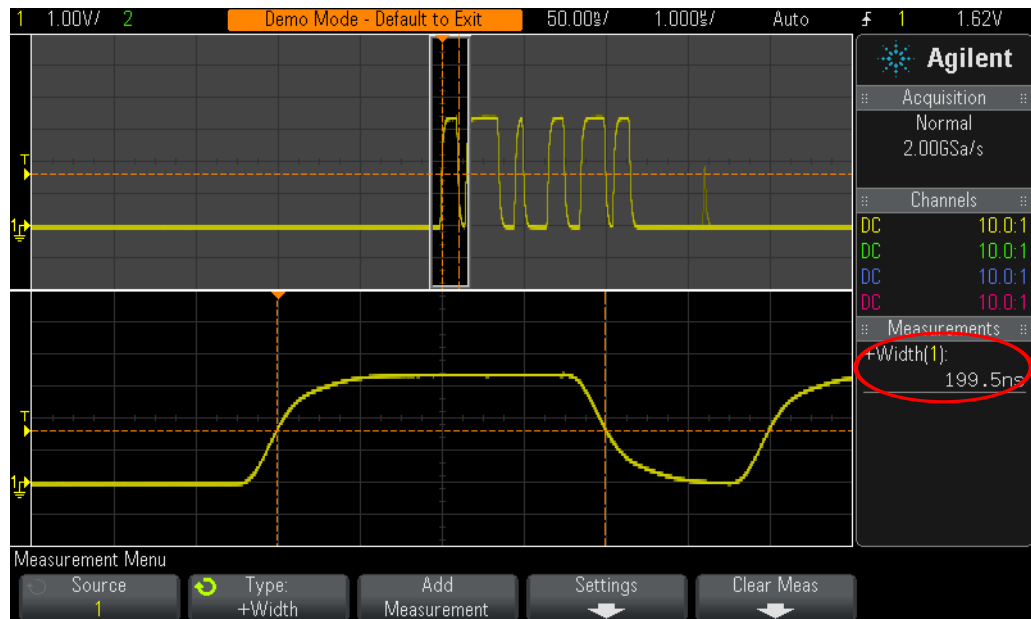 1 1.00V/ 2 Demo Mode - Default to Exit 50.00s/ 1.000s/ Auto 1 1.62V
Agilent
Acquisition
Normal
2.00GSa/s
T
Channels
DC 10.0:1
DC 10.0:1
DC 10.0:1
DC 10.0:1
1
Measurements
+Width(1):
199.5ns
T
1
Measurement Menu
Source
1
Type:
+Width
Add
Measurement
Settings
Clear Meas